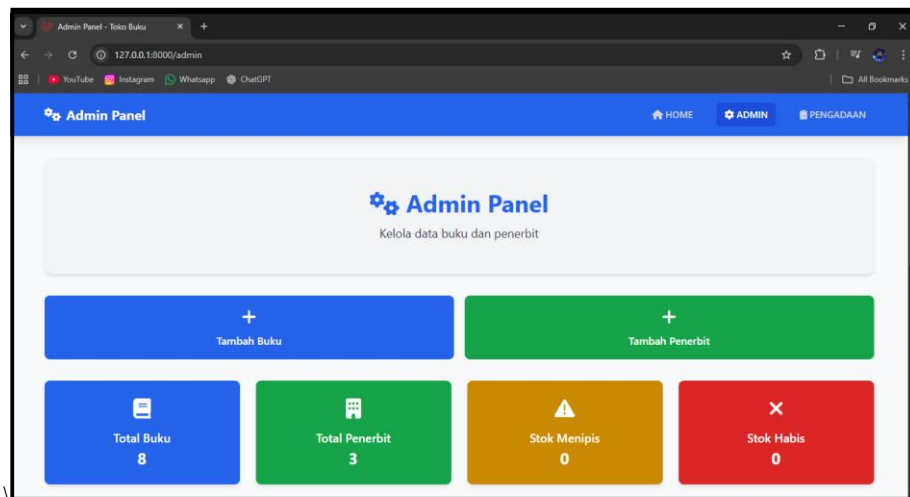 Admin Panel - Toko Buku
127.0.0.1:8000/admin
YouTube Instagram Whatsapp ChatGPT All Bookmarks
Admin Panel HOME ADMIN PENGADAAN
Admin Panel
Kelola data buku dan penerbit
Tambah Buku Tambah Penerbit
Total Buku Total Penerbit Stok Menipis Stok Habis
8 3 0 0
\